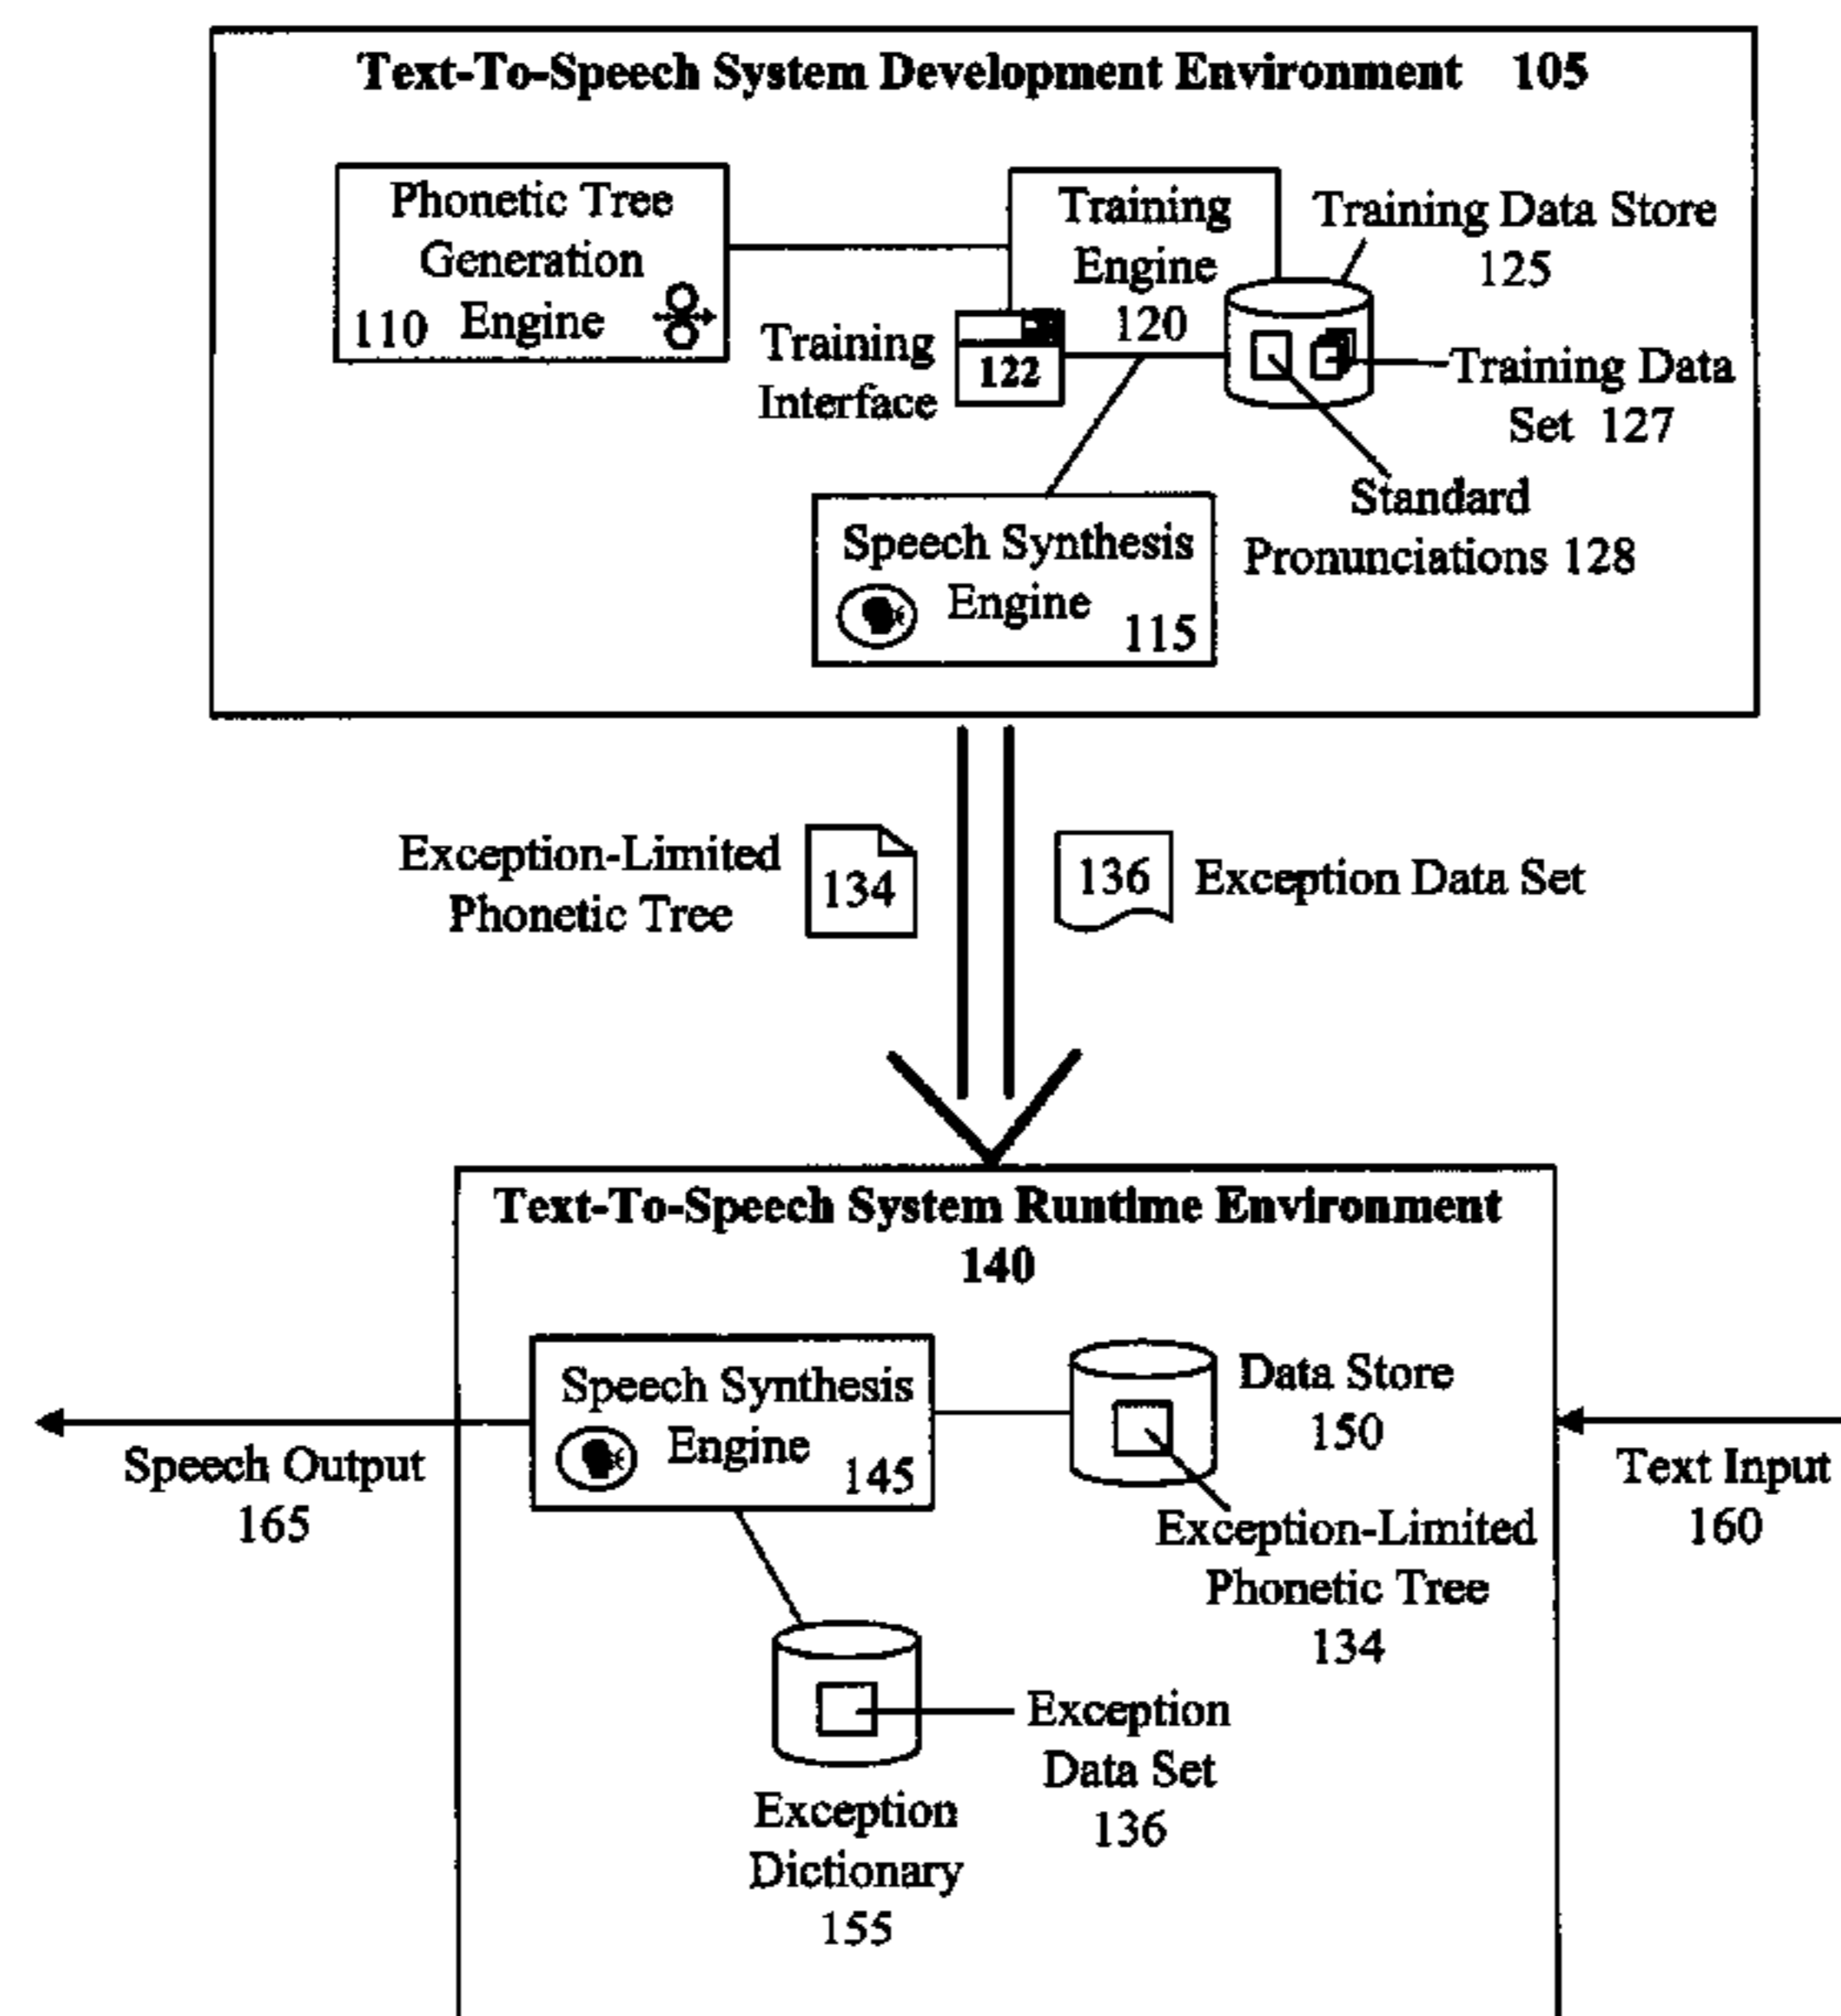 Text-To-Speech System Development Environment 105
Phonetic Tree
Generation
Engine
110
Training
Engine
120
Training Data Store
125
Training
Interface
122
Training Data
Set 127
Standard
Pronunciations 128
Speech Synthesis
Engine
115
Exception-Limited
Phonetic Tree
134
136
Exception Data Set
Text-To-Speech System Runtime Environment
140
Speech Synthesis
Engine
145
Data Store
150
Speech Output
165
Text Input
160
Exception-Limited
Phonetic Tree
134
Exception
Data Set
136
Exception
Dictionary
155